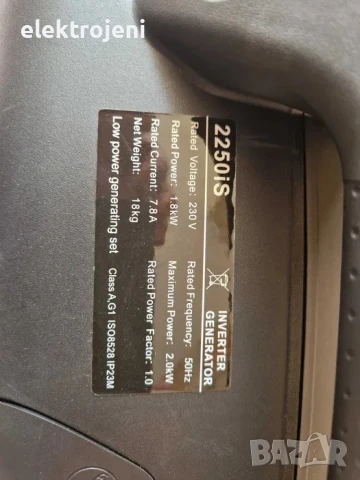 elektrojeni
2250iS
INVERTER
GENERATOR
Rated Voltage: 230V
Rated Frequency: 50Hz
Rated Power: 1.8kW
Maximum Power: 2.0kW
Rated Current: 7.8A
Rated Power Factor: 1.0
Net Weight: 18kg
Low power generating set
Class A,G1 ISO8528 IP23M
BAZAR